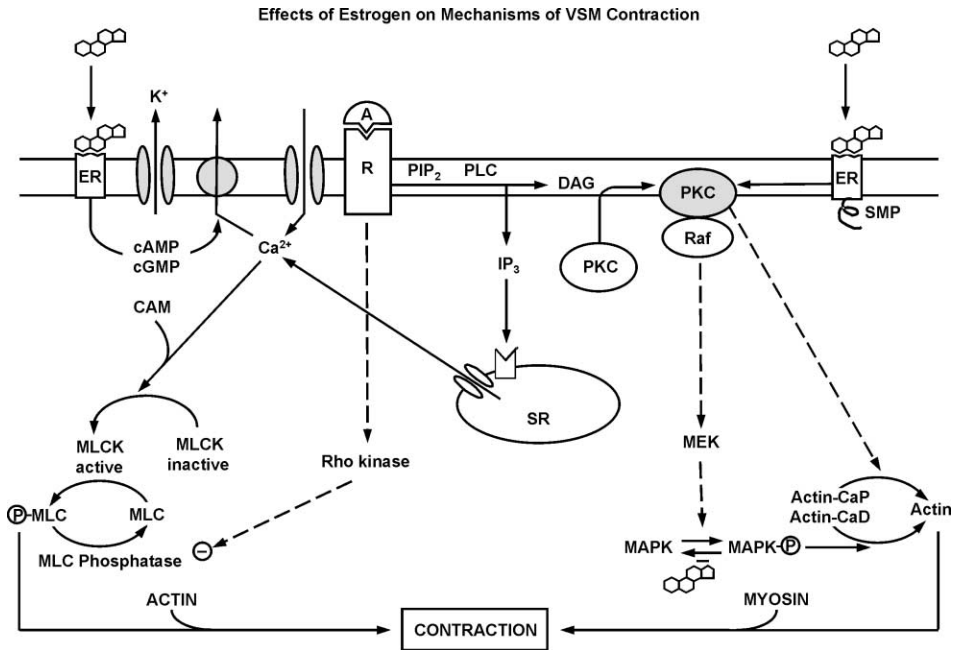 Effects of Estrogen on Mechanisms of VSM Contraction
K⁺
A
ER
R
PIP₂ PLC
DAG
PKC
ER
SMP
cAMP
cGMP
Ca²⁺
IP₃
PKC
Raf
CAM
SR
MLCK
active
MLCK
inactive
Rho kinase
MEK
P-MLC
MLC
MLC Phosphatase
−
Actin-CaP
Actin-CaD
Actin
MAPK
MAPK-P
−
ACTIN
CONTRACTION
MYOSIN